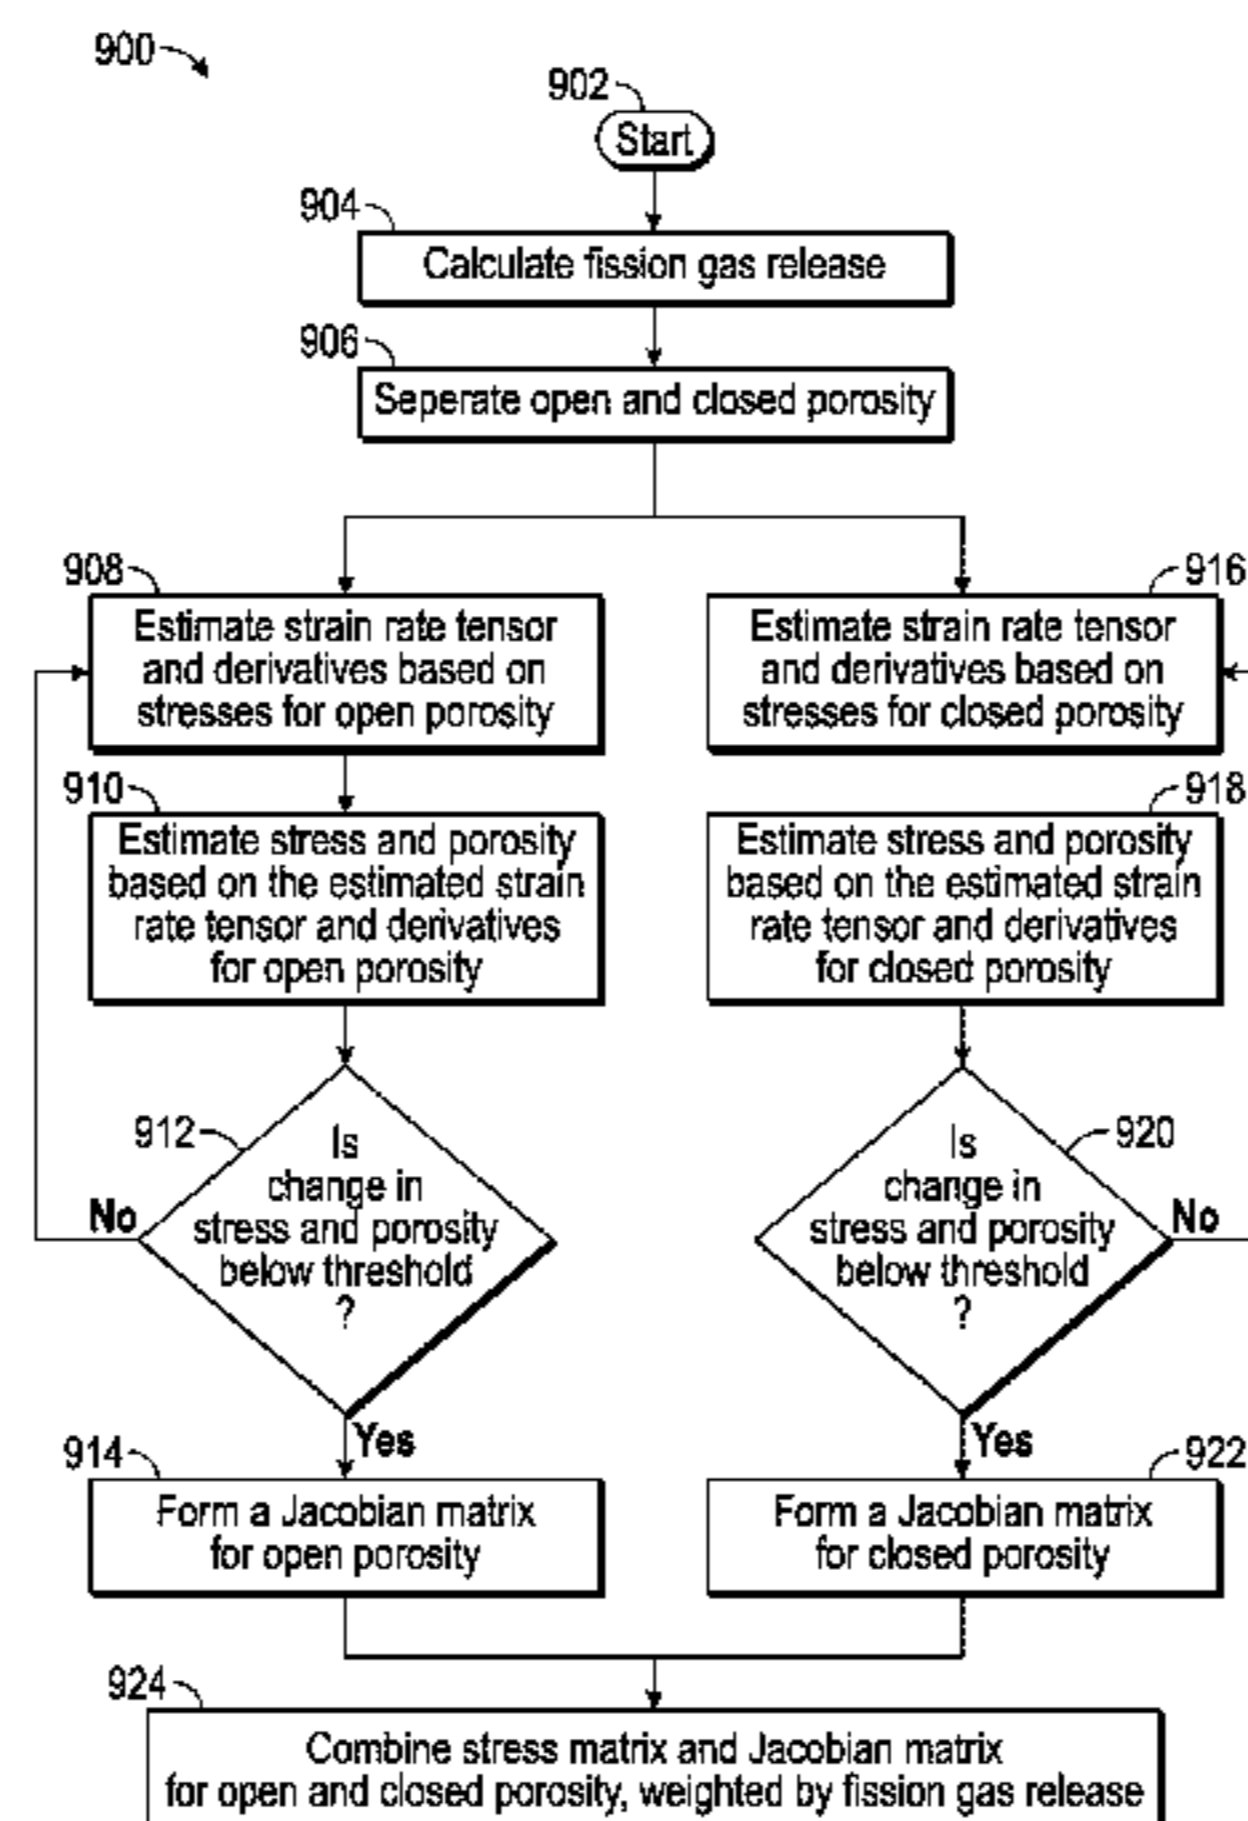 900
902
Start
904
Calculate fission gas release
906
Seperate open and closed porosity
908
Estimate strain rate tensor
and derivatives based on
stresses for open porosity
910
Estimate stress and porosity
based on the estimated strain
rate tensor and derivatives
for open porosity
912
Is
change in
stress and porosity
below threshold
?
No
Yes
914
Form a Jacobian matrix
for open porosity
916
Estimate strain rate tensor
and derivatives based on
stresses for closed porosity
918
Estimate stress and porosity
based on the estimated strain
rate tensor and derivatives
for closed porosity
920
Is
change in
stress and porosity
below threshold
?
No
Yes
922
Form a Jacobian matrix
for closed porosity
924
Combine stress matrix and Jacobian matrix
for open and closed porosity, weighted by fission gas release